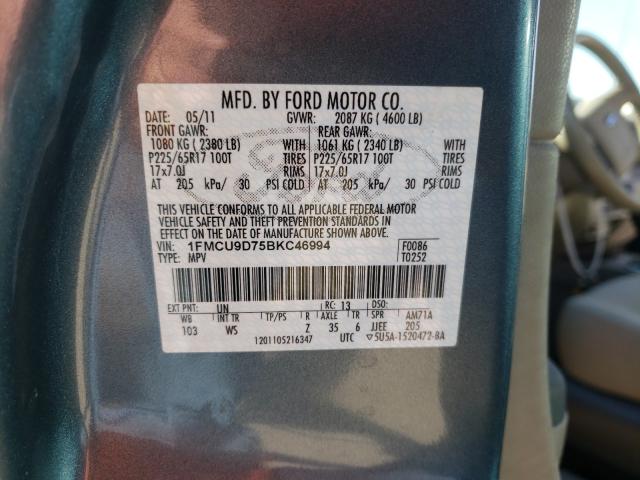 MFD. BY FORD MOTOR CO.
DATE: 05/11 GVWR: 2087 KG ( 4600 LB)
FRONT GAWR: REAR GAWR:
1080 KG ( 2380 LB) WITH 1061 KG ( 2340 LB) WITH
P225/65R17 100T TIRES P225/65R17 100T TIRES
17x7.0J RIMS 17x7.0J RIMS
AT 205 kPa/ 30 PSI COLD AT 205 kPa/ 30 PSI COLD
THIS VEHICLE CONFORMS TO ALL APPLICABLE FEDERAL MOTOR
VEHICLE SAFETY AND THEFT PREVENTION STANDARDS IN
EFFECT ON THE DATE OF MANUFACTURE SHOWN ABOVE.
VIN: 1FMCU9D75BKC46994 F0086
TYPE: MPV T0252
EXT PNT: UN RC: 13 DSO:
WB INT TR TP/PS R AXLE TR SPR AM71A
103 WS Z 35 6 JJEE 205
1201105216347 UTC ▽5U5A-1520472-BA
Ford